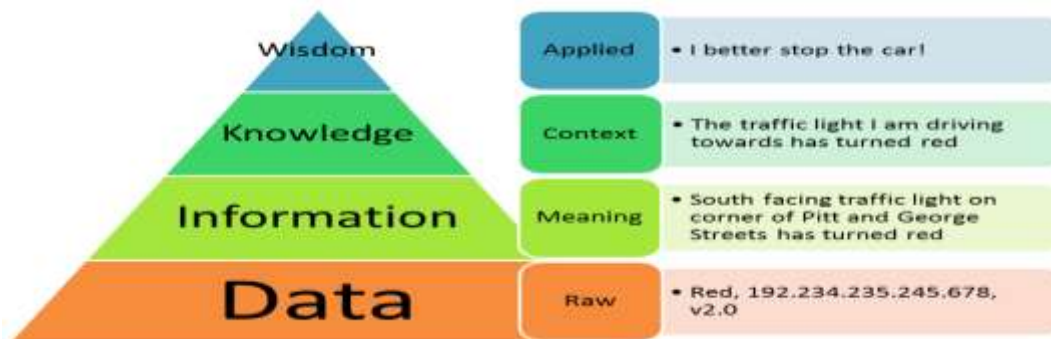 Wisdom
Applied
• I better stop the car!
Knowledge
Context
• The traffic light I am driving
towards has turned red
Information
Meaning
• South facing traffic light on
corner of Pitt and George
Streets has turned red
Data
Raw
• Red, 192.234.235.245.678,
v2.0